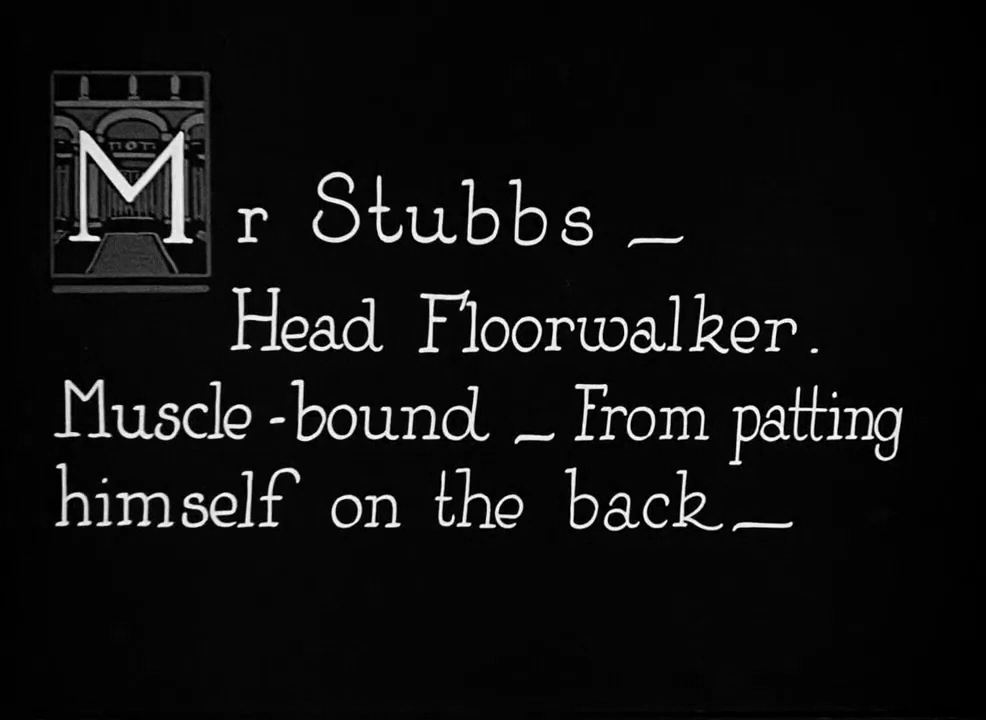 Mr Stubbs —
Head Floorwalker.
Muscle-bound — From patting
himself on the back —